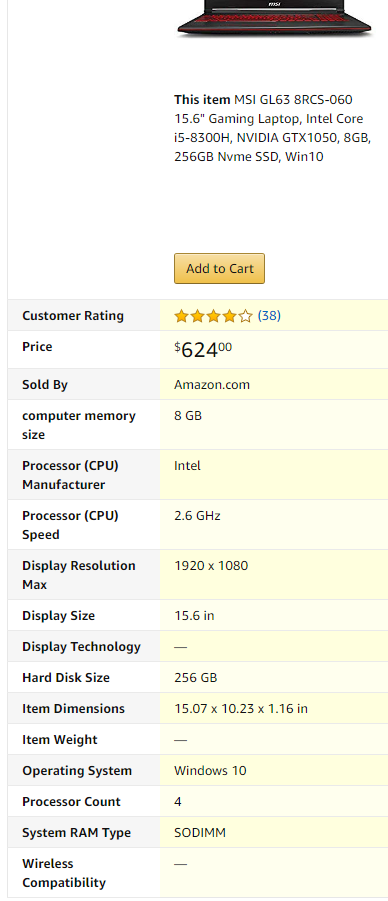 msi
This item MSI GL63 8RCS-060
15.6" Gaming Laptop, Intel Core
i5-8300H, NVIDIA GTX1050, 8GB,
256GB Nvme SSD, Win10
Add to Cart
Customer Rating (38)
Price $624⁰⁰
Sold By Amazon.com
computer memory 8 GB
size
Processor (CPU) Intel
Manufacturer
Processor (CPU) 2.6 GHz
Speed
Display Resolution 1920 x 1080
Max
Display Size 15.6 in
Display Technology —
Hard Disk Size 256 GB
Item Dimensions 15.07 x 10.23 x 1.16 in
Item Weight —
Operating System Windows 10
Processor Count 4
System RAM Type SODIMM
Wireless —
Compatibility